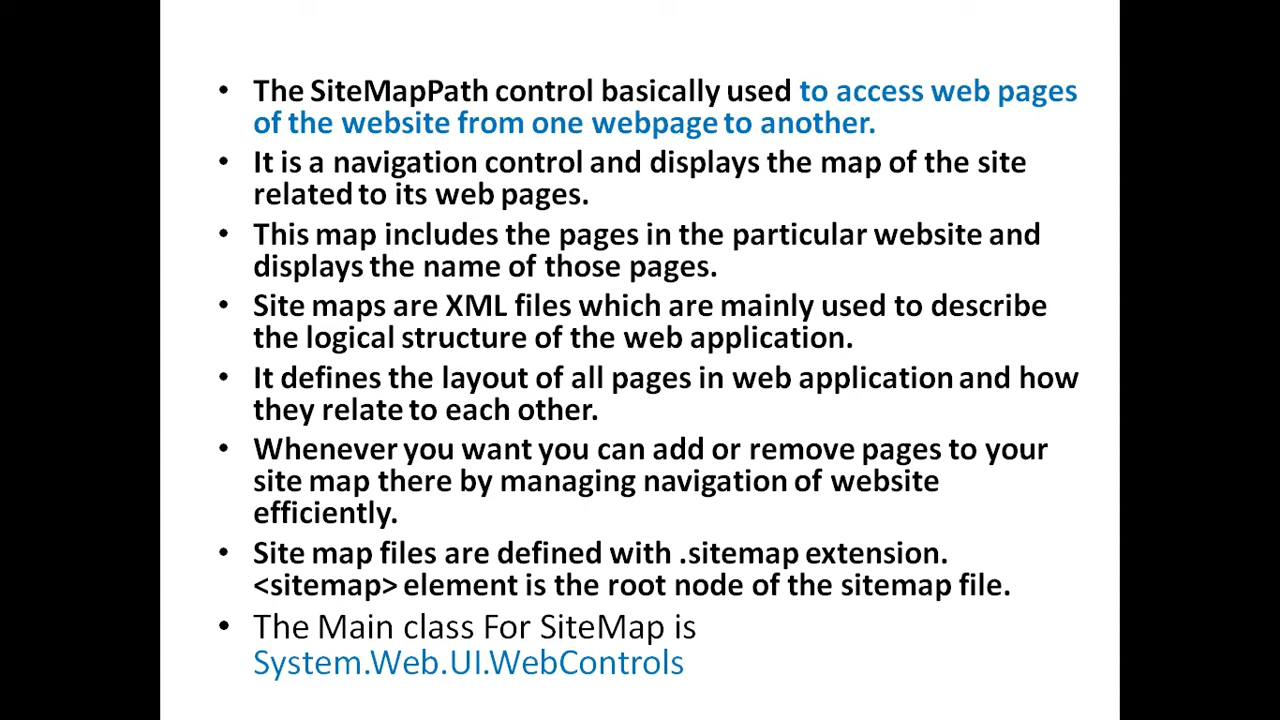 • The SiteMapPath control basically used to access web pages
of the website from one webpage to another.
• It is a navigation control and displays the map of the site
related to its web pages.
• This map includes the pages in the particular website and
displays the name of those pages.
• Site maps are XML files which are mainly used to describe
the logical structure of the web application.
• It defines the layout of all pages in web application and how
they relate to each other.
• Whenever you want you can add or remove pages to your
site map there by managing navigation of website
efficiently.
• Site map files are defined with .sitemap extension.
<sitemap> element is the root node of the sitemap file.
• The Main class For SiteMap is
System.Web.UI.WebControls